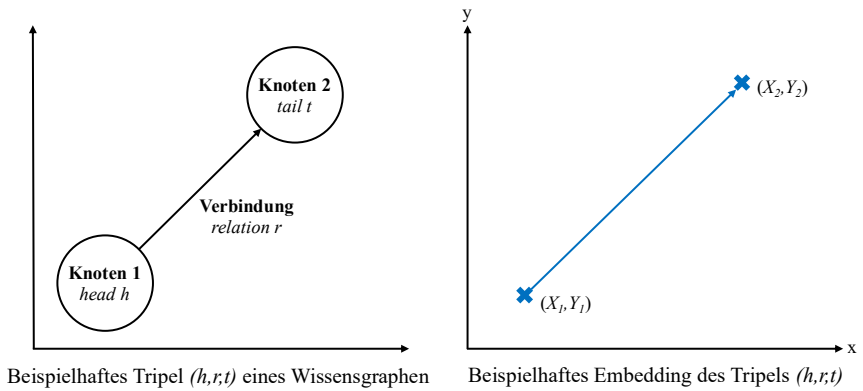 Knoten 2
tail t
Verbindung
relation r
Knoten 1
head h
Beispielhaftes Tripel (h,r,t) eines Wissensgraphen
y
(X₂,Y₂)
(X₁,Y₁)
x
Beispielhaftes Embedding des Tripels (h,r,t)